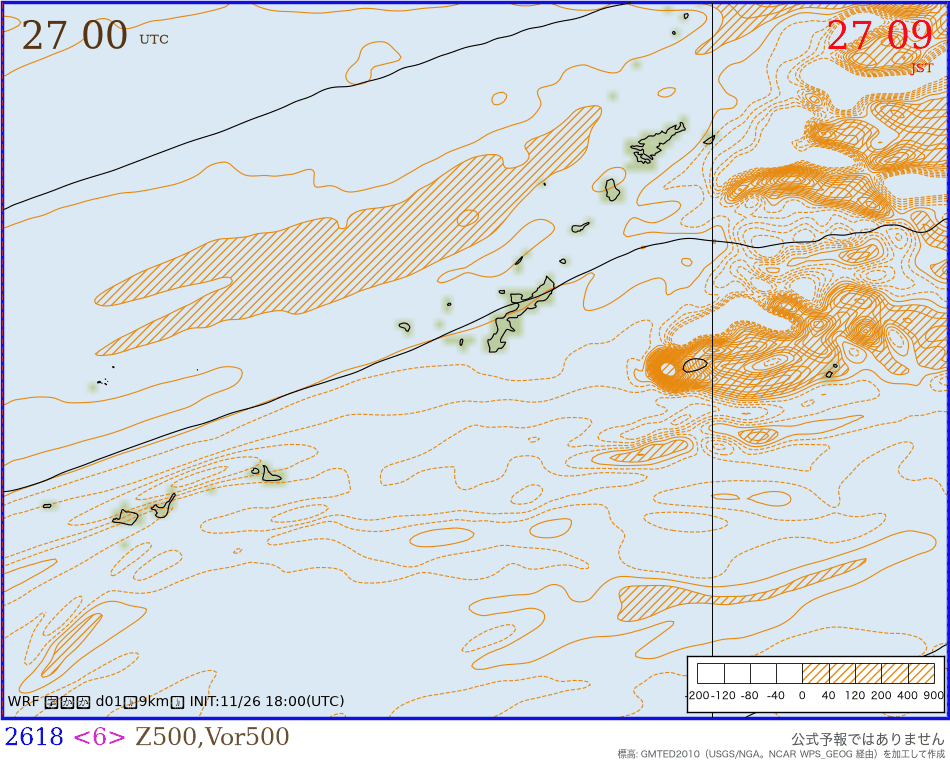 27 00 UTC
27 09
JST
-200 -120 -80 -40 0 40 120 200 400 900
WRF d01 9km INIT:11/26 18:00(UTC)
2618 <6> Z500,Vor500
公式予報ではありません
標高: GMTED2010（USGS/NGA。NCAR WPS_GEOG 経由）を加工して作成